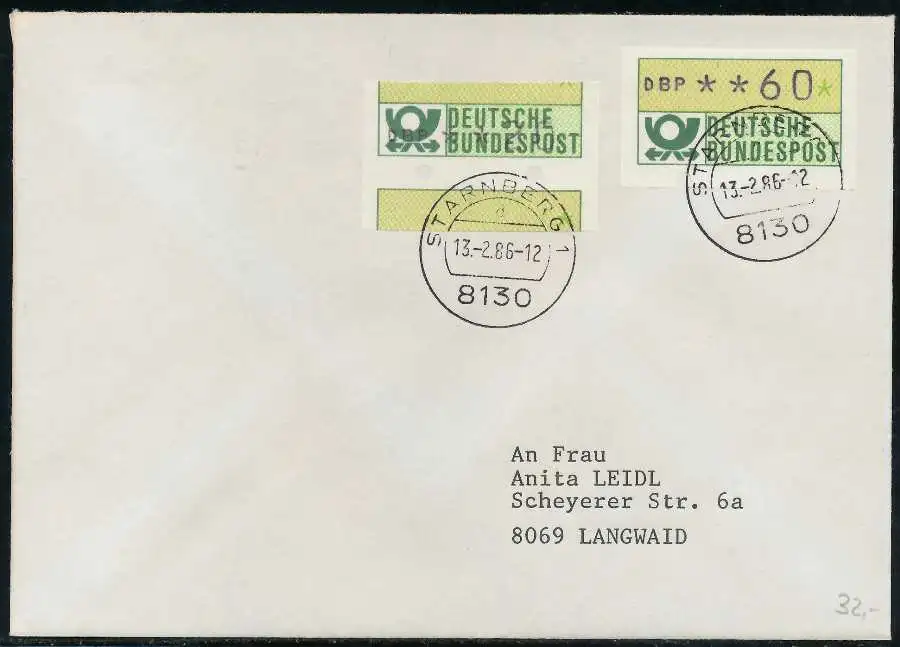 DBP **60*
DEUTSCHE
BUNDESPOST
DBP
DEUTSCHE
BUNDESPOST
STARNBERG 1
d
13.-2.86-12
8130
13.-2.86-12
8130
An Frau
Anita LEIDL
Scheyerer Str. 6a
8069 LANGWAID
32,-